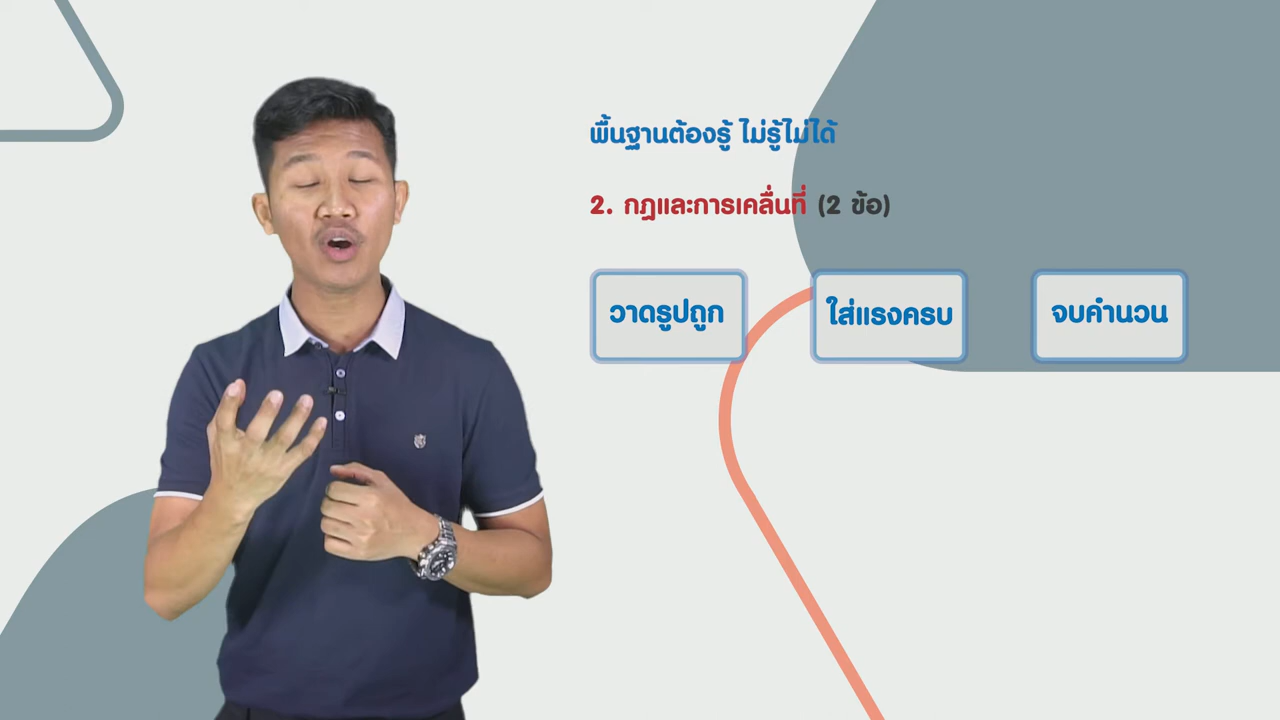 พื้นฐานต้องรู้ ไม่รู้ไม่ได้
2. กฎและการเคลื่นที่ (2 ข้อ)
วาดรูปถูก
ใส่แรงครบ
จบคำนวน